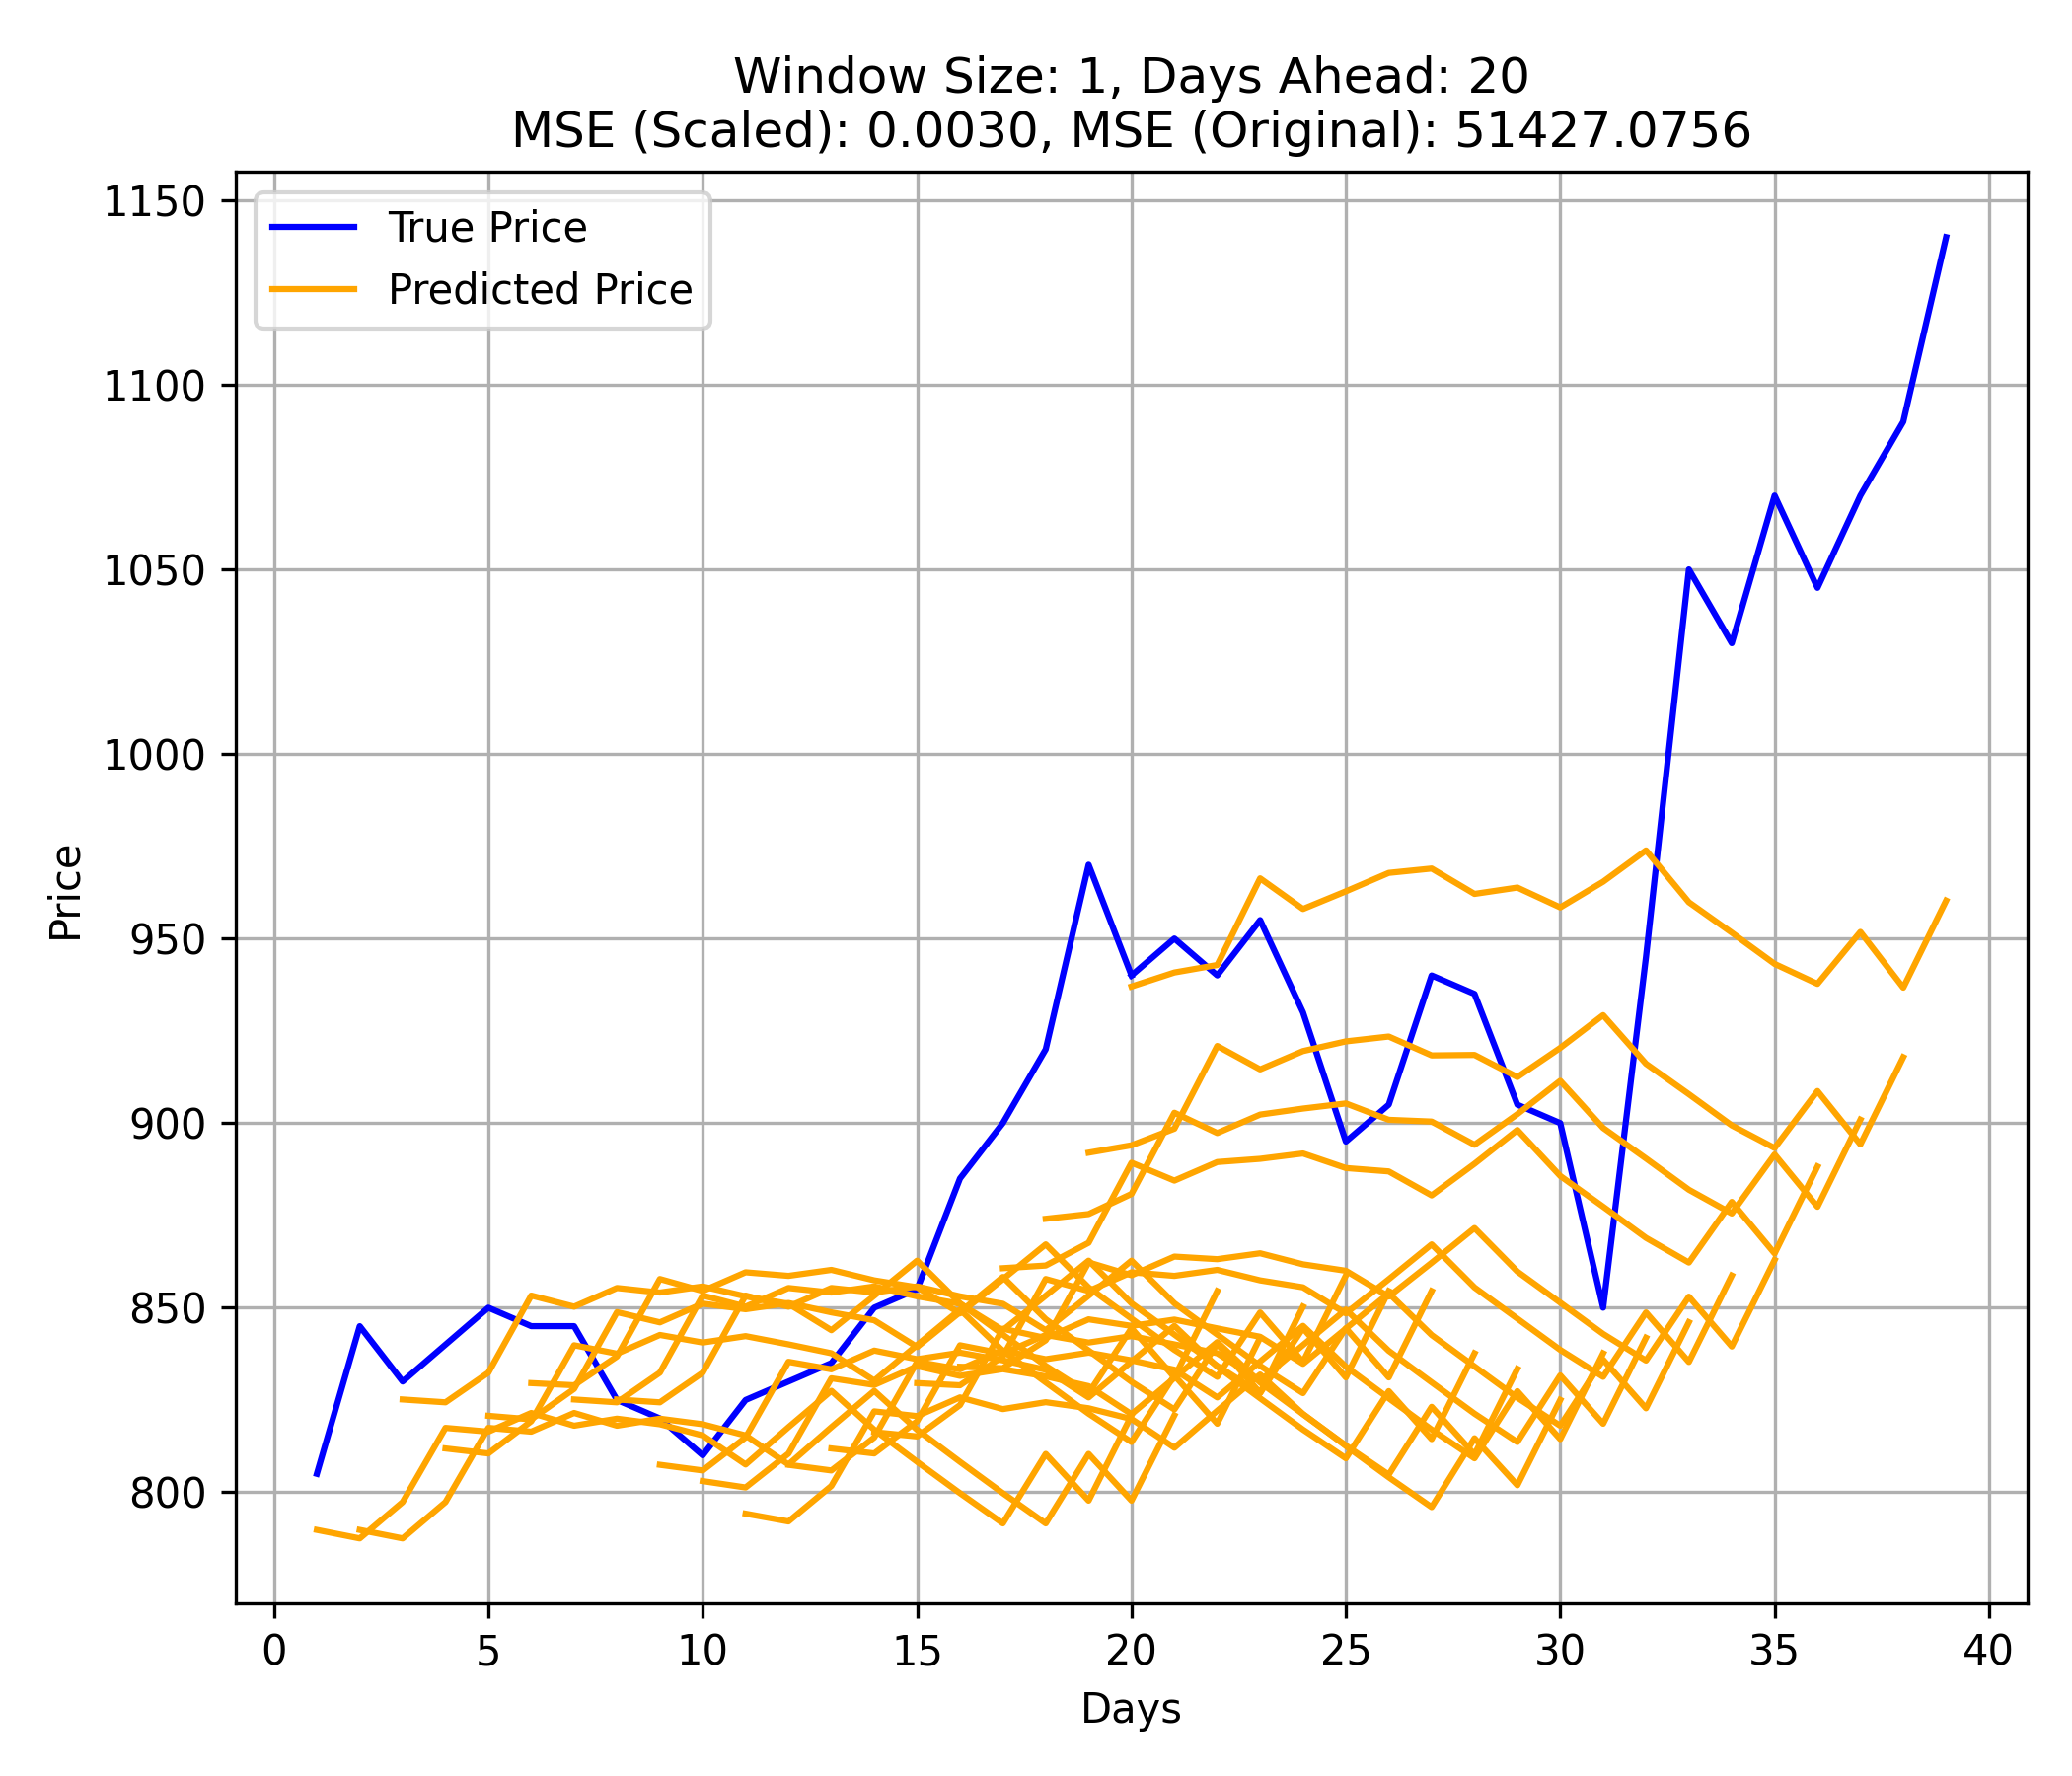 Window Size: 1, Days Ahead: 20
MSE (Scaled): 0.0030, MSE (Original): 51427.0756
True Price
Predicted Price
1150
1100
1050
1000
950
900
850
800
Price
0 5 10 15 20 25 30 35 40
Days